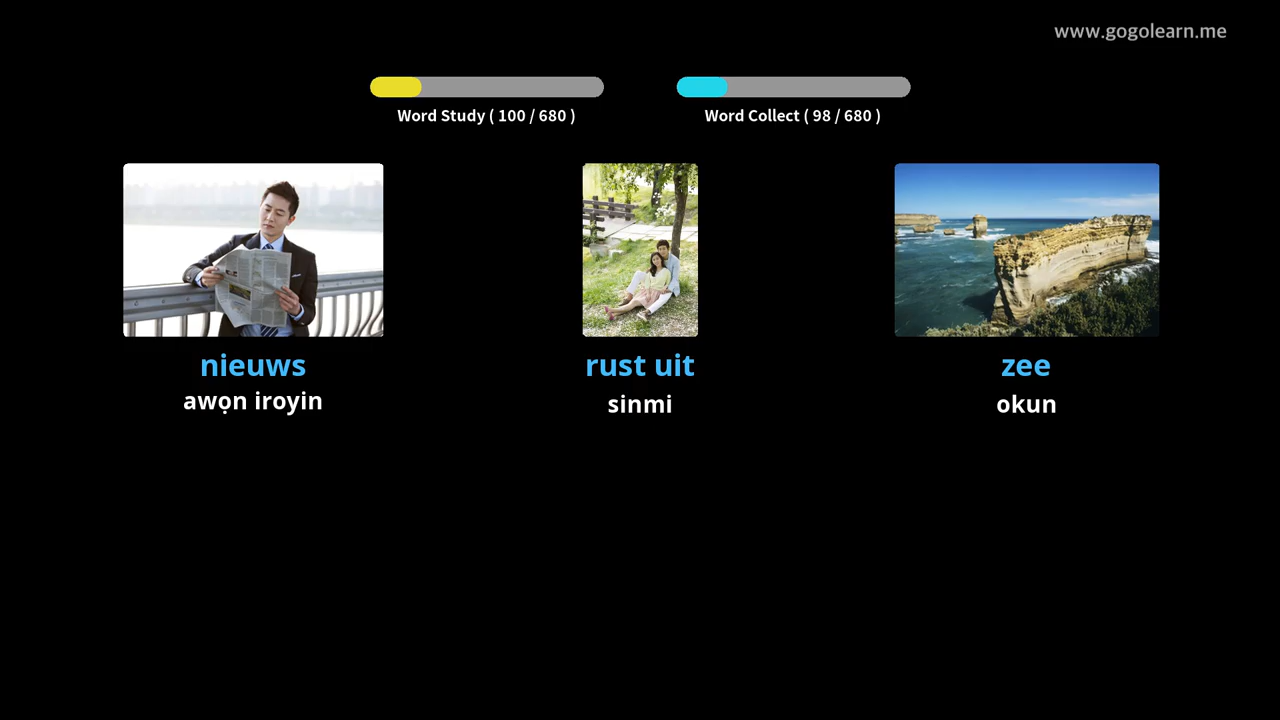 www.gogolearn.me
Word Study ( 100 / 680 )
Word Collect ( 98 / 680 )
nieuws
awọn iroyin
rust uit
sinmi
zee
okun